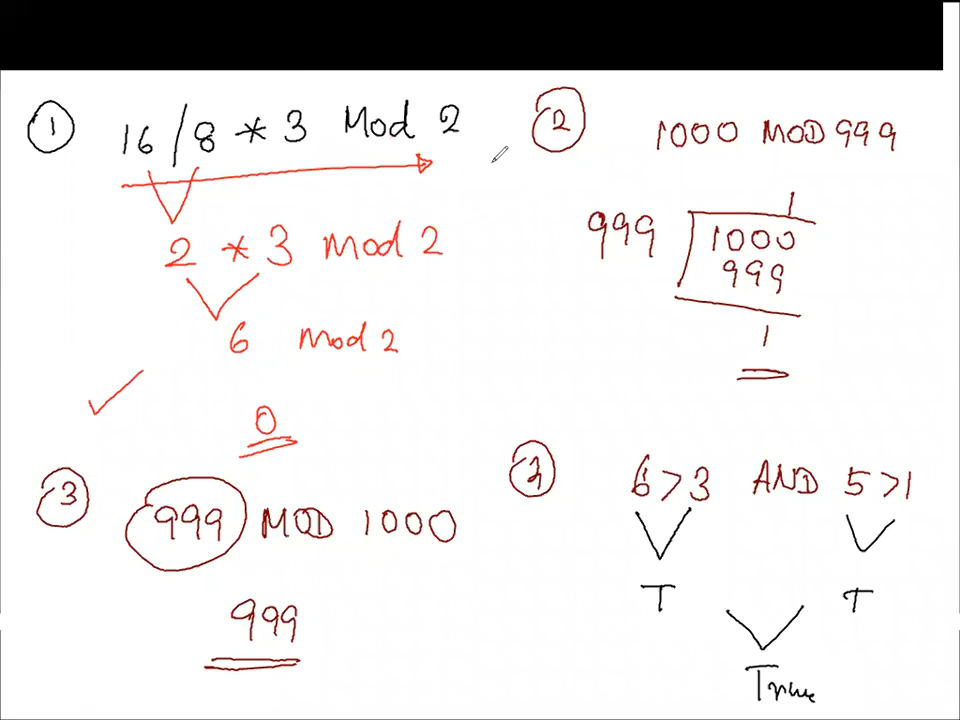 1
16/8 * 3 Mod 2
2 * 3 Mod 2
6 Mod 2
0
2
1000 MOD 999
1
999 1000
999
1
3
999 MOD 1000
999
6>3 AND 5>1
T T
True